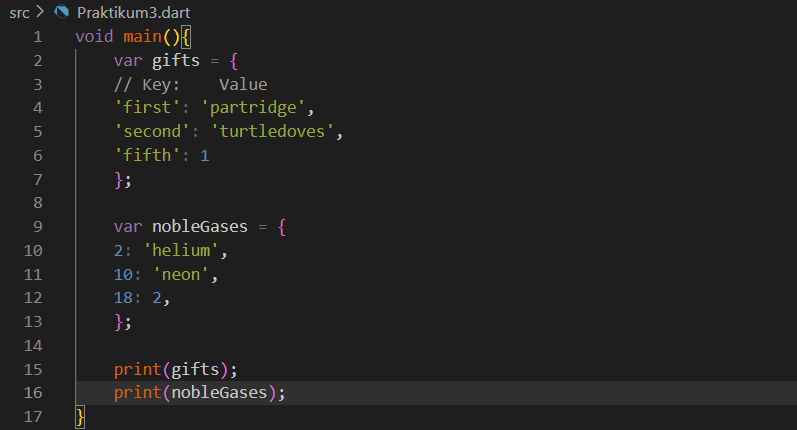 src > Praktikum3.dart
1 void main(){
2 var gifts = {
3 // Key:    Value
4 'first': 'partridge',
5 'second': 'turtledoves',
6 'fifth': 1
7 };
8
9 var nobleGases = {
10 2: 'helium',
11 10: 'neon',
12 18: 2,
13 };
14
15 print(gifts);
16 print(nobleGases);
17 }